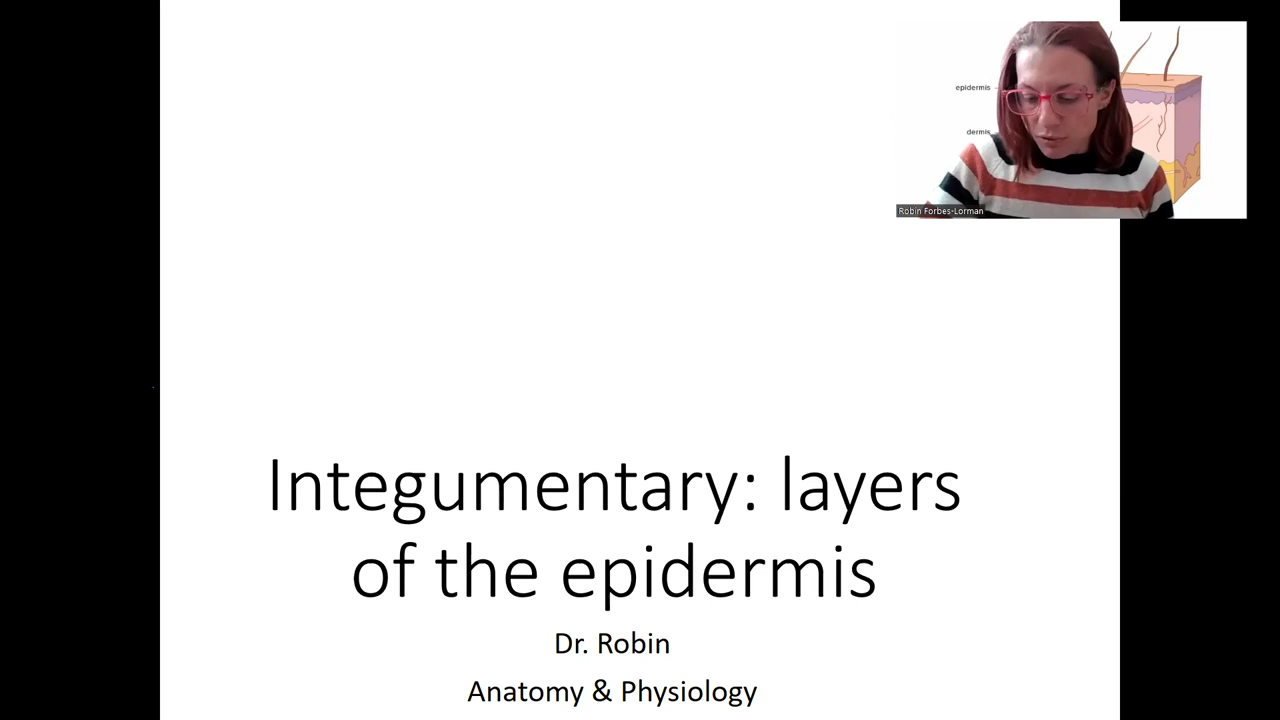 epidermis
dermis
Robin Forbes-Lorman
Integumentary: layers
of the epidermis
Dr. Robin
Anatomy & Physiology